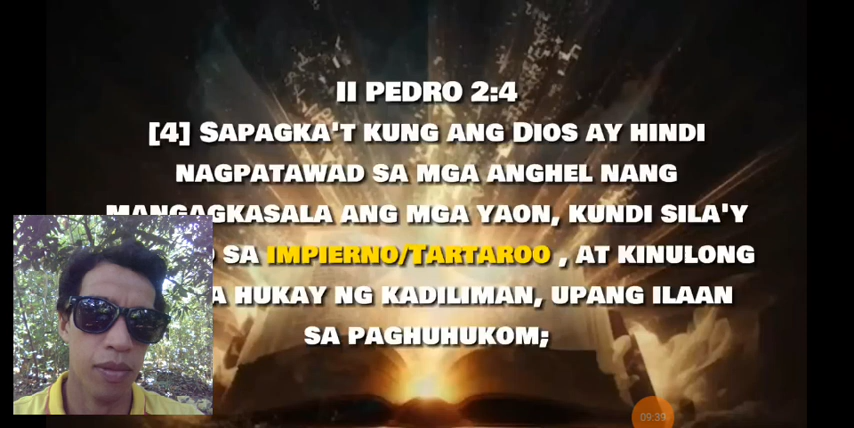 II PEDRO 2:4
[4] SAPAGKA'T KUNG ANG DIOS AY HINDI
NAGPATAWAD SA MGA ANGHEL NANG
MANGAGKASALA ANG MGA YAON, KUNDI SILA'Y
SA IMPIERNO/TARTAROO , AT KINULONG
HUKAY NG KADILIMAN, UPANG ILAAN
SA PAGHUHUKOM;
09:39